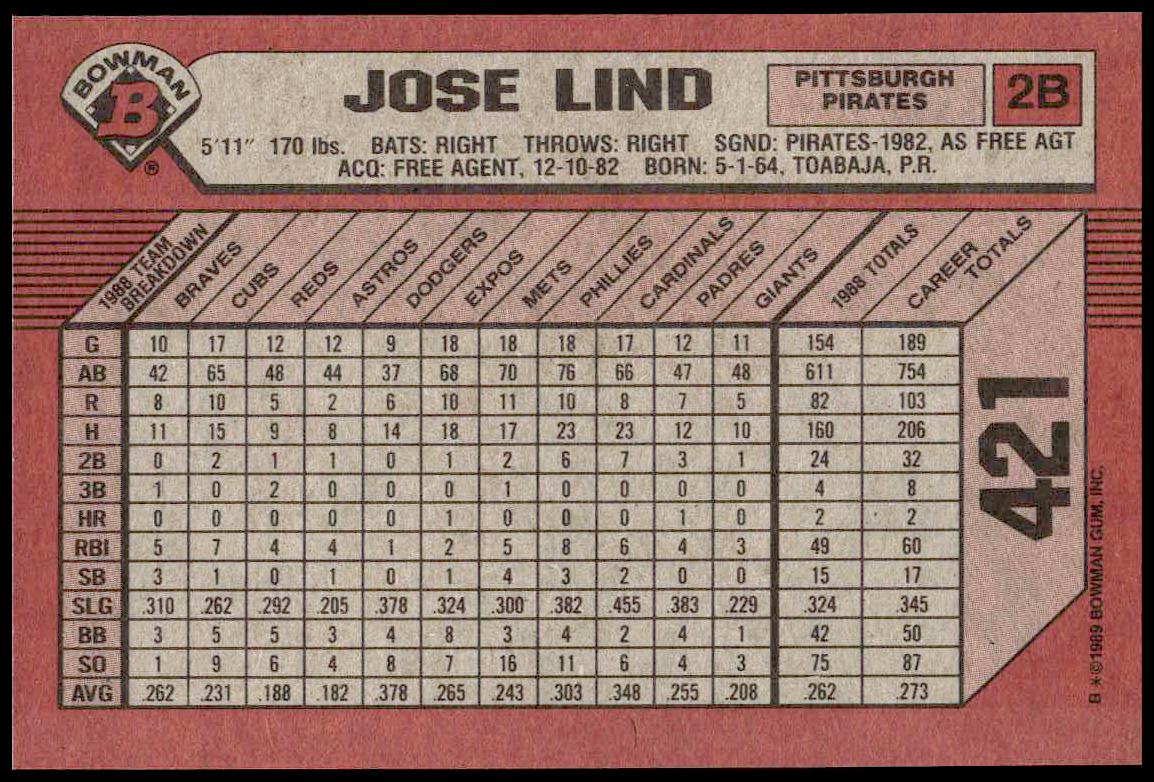 BOWMAN
B
®
JOSE LIND
PITTSBURGH
PIRATES
2B
5'11" 170 lbs. BATS: RIGHT THROWS: RIGHT SGND: PIRATES-1982, AS FREE AGT
ACQ: FREE AGENT, 12-10-82 BORN: 5-1-64, TOABAJA, P.R.
1988 TEAM
BREAKDOWN
BRAVES CUBS REDS ASTROS DODGERS EXPOS METS PHILLIES CARDINALS PADRES GIANTS 1988 TOTALS CAREER TOTALS
G 10 17 12 12 9 18 18 18 17 12 11 154 189
AB 42 65 48 44 37 68 70 76 66 47 48 611 754
R 8 10 5 2 6 10 11 10 8 7 5 82 103
H 11 15 9 8 14 18 17 23 23 12 10 160 206
2B 0 2 1 1 0 1 2 6 7 3 1 24 32
3B 1 0 2 0 0 0 1 0 0 0 0 4 8
HR 0 0 0 0 0 1 0 0 0 1 0 2 2
RBI 5 7 4 4 1 2 5 8 6 4 3 49 60
SB 3 1 0 1 0 1 4 3 2 0 0 15 17
SLG .310 .262 .292 .205 .378 .324 .300 .382 .455 .383 .229 .324 .345
BB 3 5 5 3 4 8 3 4 2 4 1 42 50
SO 1 9 6 4 8 7 16 11 6 4 3 75 87
AVG .262 .231 .188 .182 .378 .265 .243 .303 .348 .255 .208 .262 .273
421
B *©1989 BOWMAN GUM, INC.